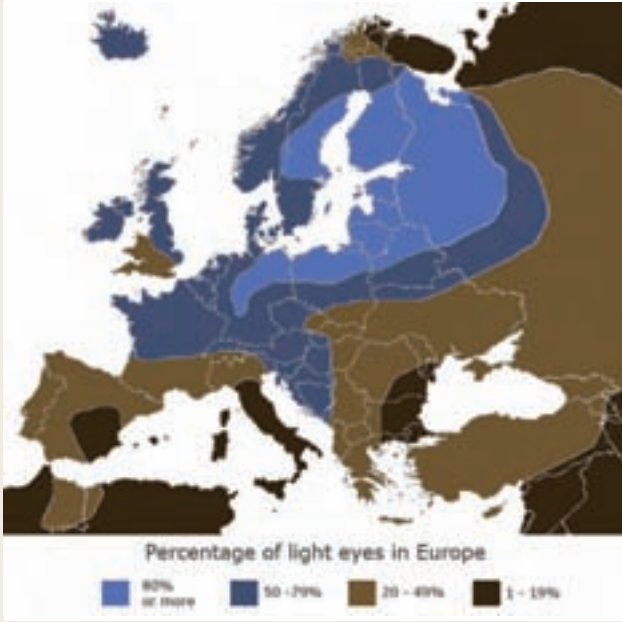 Percentage of light eyes in Europe
80%
or more
50 -79%
20 - 49%
1 - 19%